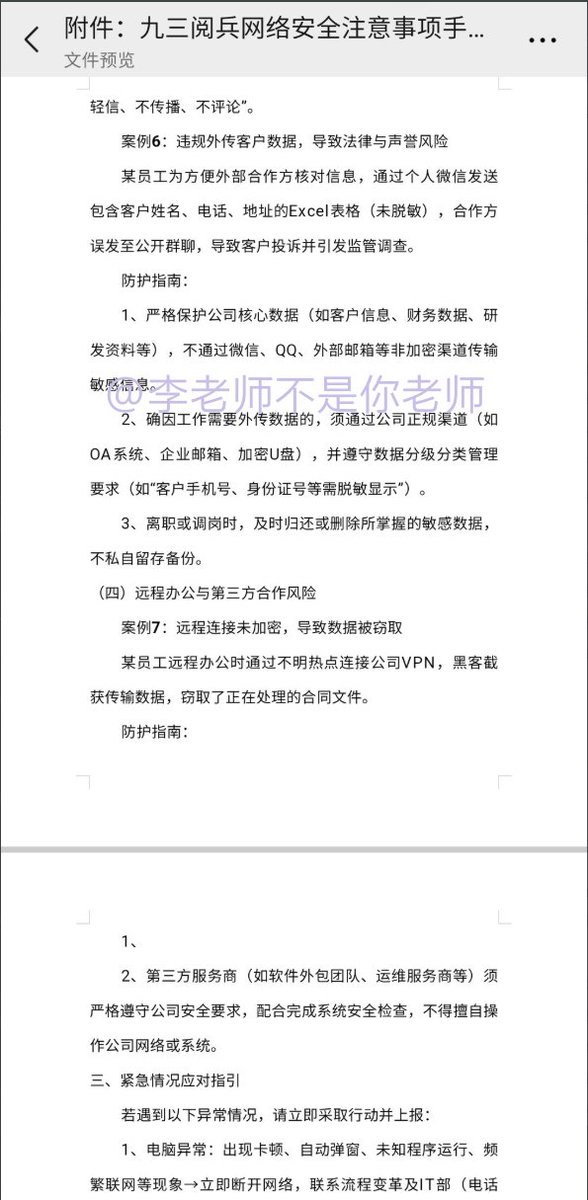 附件：九三阅兵网络安全注意事项手...
文件预览
轻信、不传播、不评论”。
案例6：违规外传客户数据，导致法律与声誉风险
某员工为方便外部合作方核对信息，通过个人微信发送
包含客户姓名、电话、地址的Excel表格（未脱敏），合作方
误发至公开群聊，导致客户投诉并引发监管调查。
防护指南：
1、严格保护公司核心数据（如客户信息、财务数据、研
发资料等），不通过微信、QQ、外部邮箱等非加密渠道传输
敏感信息。
@李老师不是你老师
2、确因工作需要外传数据的，须通过公司正规渠道（如
OA系统、企业邮箱、加密U盘），并遵守数据分级分类管理
要求（如“客户手机号、身份证号等需脱敏显示”）。
3、离职或调岗时，及时归还或删除所掌握的敏感数据，
不私自留存备份。
（四）远程办公与第三方合作风险
案例7：远程连接未加密，导致数据被窃取
某员工远程办公时通过不明热点连接公司VPN，黑客截
获传输数据，窃取了正在处理的合同文件。
防护指南：
1、
2、第三方服务商（如软件外包团队、运维服务商等）须
严格遵守公司安全要求，配合完成系统安全检查，不得擅自操
作公司网络或系统。
三、紧急情况应对指引
若遇到以下异常情况，请立即采取行动并上报：
1、电脑异常：出现卡顿、自动弹窗、未知程序运行、频
繁联网等现象→立即断开网络，联系流程变革及IT部（电话